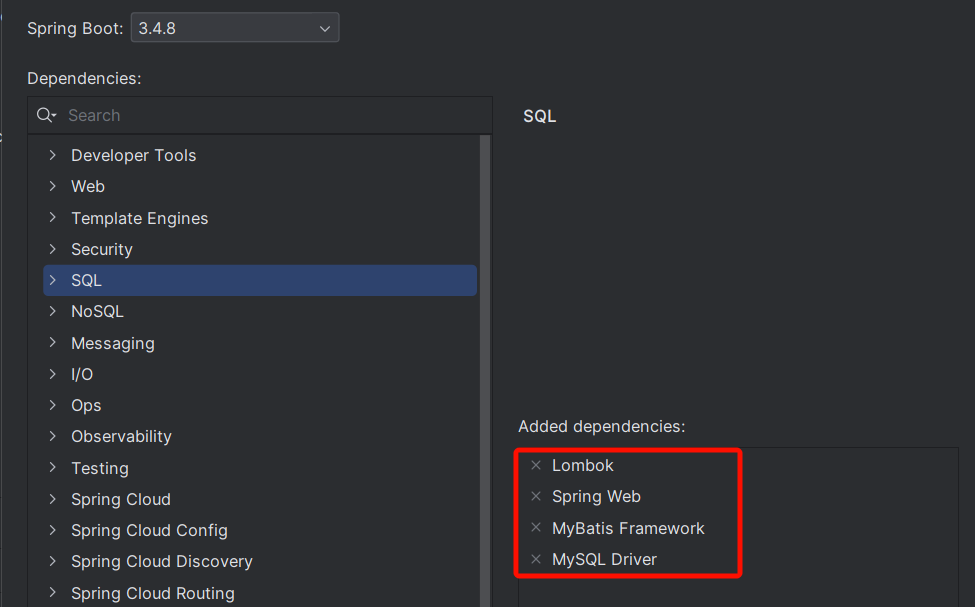 Spring Boot: 3.4.8
Dependencies:
Search
Developer Tools
Web
Template Engines
Security
SQL
NoSQL
Messaging
I/O
Ops
Observability
Testing
Spring Cloud
Spring Cloud Config
Spring Cloud Discovery
Spring Cloud Routing
SQL
Added dependencies:
Lombok
Spring Web
MyBatis Framework
MySQL Driver